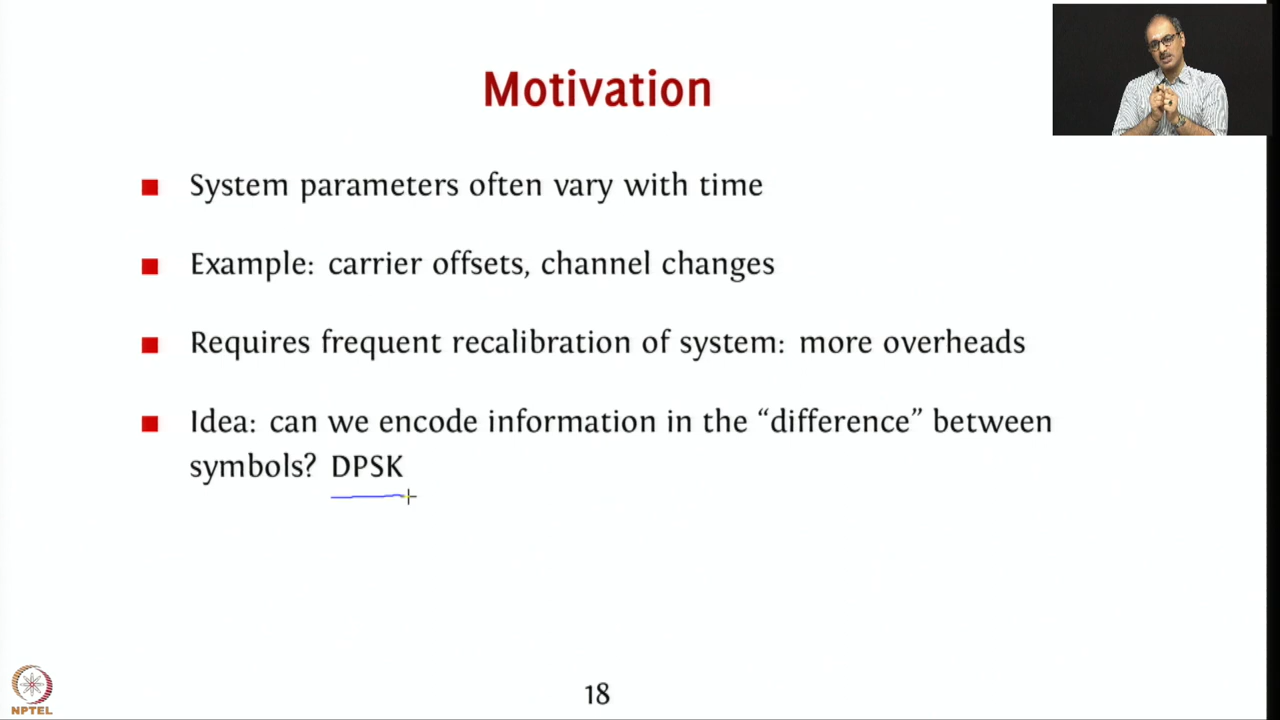 Motivation
System parameters often vary with time
Example: carrier offsets, channel changes
Requires frequent recalibration of system: more overheads
Idea: can we encode information in the “difference” between
symbols? DPSK
18
NPTEL